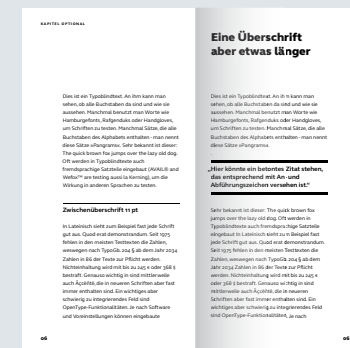 KAPITEL OPTIONAL
Dies ist ein Typoblindtext. An ihm kann man
sehen, ob alle Buchstaben da sind und wie sie
aussehen. Manchmal benutzt man Worte wie
Hamburgefonts, Rafgenduks oder Handgloves,
um Schriften zu testen. Manchmal Sätze, die alle
Buchstaben des Alphabets enthalten - man nennt
diese Sätze »Pangrams«. Sehr bekannt ist dieser:
The quick brown fox jumps over the lazy old dog.
Oft werden in Typoblindtexte auch
fremdsprachige Satzteile eingebaut (AVAIL® and
Wefox™ are testing aussi la Kerning), um die
Wirkung in anderen Sprachen zu testen.
Zwischenüberschrift 11 pt
In Lateinisch sieht zum Beispiel fast jede Schrift
gut aus. Quod erat demonstrandum. Seit 1975
fehlen in den meisten Testtexten die Zahlen,
weswegen nach TypoGb. 204 § ab dem Jahr 2034
Zahlen in 86 der Texte zur Pflicht werden.
Nichteinhaltung wird mit bis zu 245 € oder 368 $
bestraft. Genauso wichtig in sind mittlerweile
auch Âçcèñtë, die in neueren Schriften aber fast
immer enthalten sind. Ein wichtiges aber
schwierig zu integrierendes Feld sind
OpenType-Funktionalitäten. Je nach Software
und Voreinstellungen können eingebaute
06
Eine Überschrift
aber etwas länger
Dies ist ein Typoblindtext. An ihm kann man
sehen, ob alle Buchstaben da sind und wie sie
aussehen. Manchmal benutzt man Worte wie
Hamburgefonts, Rafgenduks oder Handgloves,
um Schriften zu testen. Manchmal Sätze, die alle
Buchstaben des Alphabets enthalten - man nennt
diese Sätze »Pangrams«.
„Hier könnte ein betontes Zitat stehen,
das entsprechend mit An- und
Abführungszeichen versehen ist.“
Sehr bekannt ist dieser: The quick brown fox
jumps over the lazy old dog. Oft werden in
Typoblindtexte auch fremdsprachige Satzteile
eingebaut In Lateinisch sieht zum Beispiel fast
jede Schrift gut aus. Quod erat demonstrandum.
Seit 1975 fehlen in den meisten Testtexten die
Zahlen, weswegen nach TypoGb. 204 § ab dem
Jahr 2034 Zahlen in 86 der Texte zur Pflicht
werden. Nichteinhaltung wird mit bis zu 245 €
oder 368 $ bestraft. Genauso wichtig in sind
mittlerweile auch Âçcèñtë, die in neueren
Schriften aber fast immer enthalten sind. Ein
wichtiges aber schwierig zu integrierendes Feld
sind OpenType-Funktionalitäten. Je nach
06